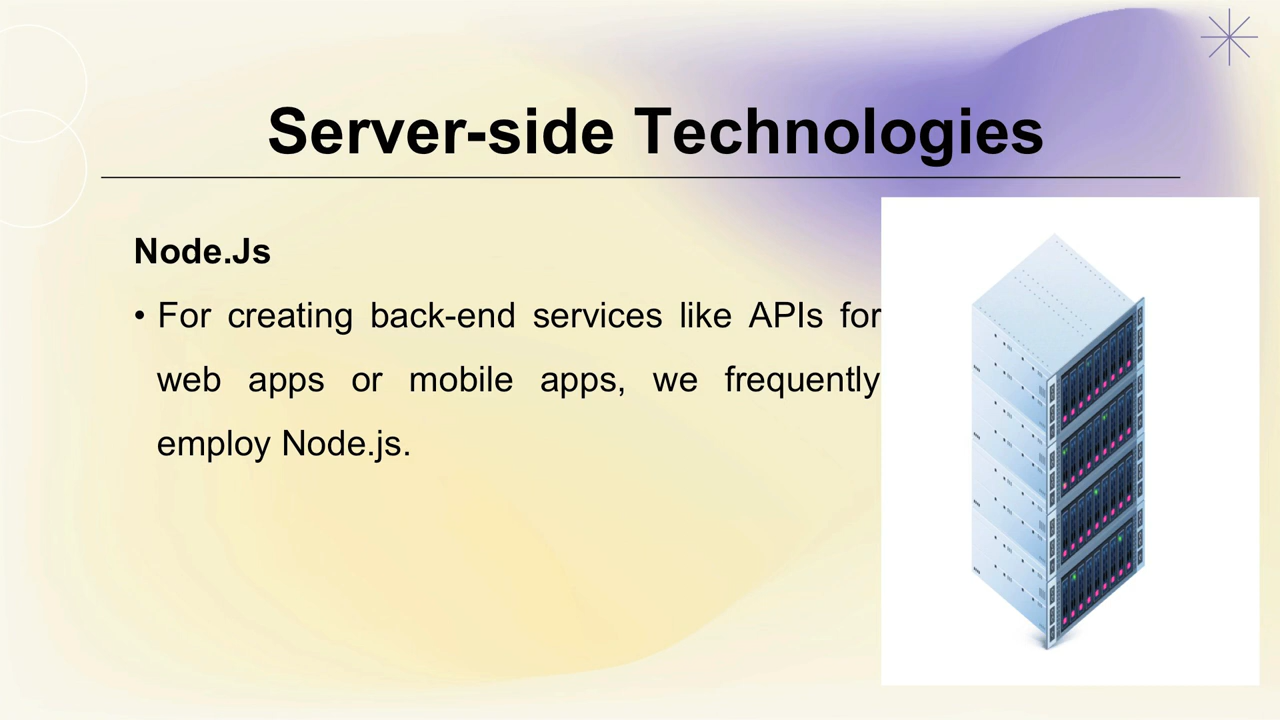 Server-side Technologies
Node.Js
• For creating back-end services like APIs for
web apps or mobile apps, we frequently
employ Node.js.